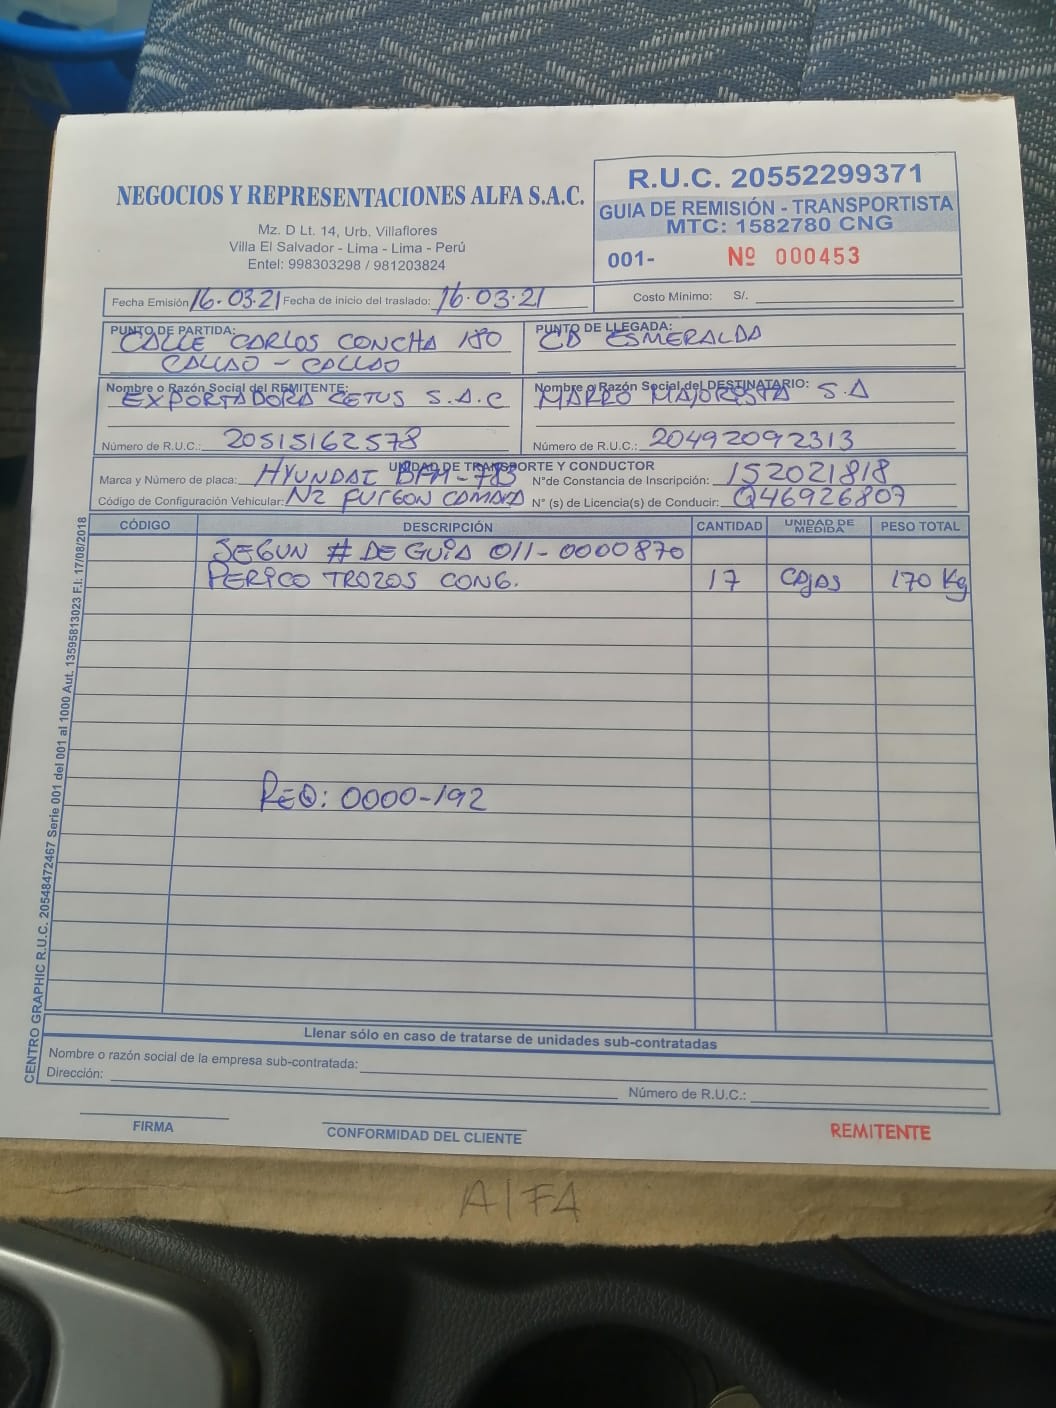 NEGOCIOS Y REPRESENTACIONES ALFA S.A.C.
Mz. D Lt. 14, Urb. Villaflores
Villa El Salvador - Lima - Lima - Perú
Entel: 998303298 / 981203824
R.U.C. 20552299371
GUIA DE REMISIÓN - TRANSPORTISTA
MTC: 1582780 CNG
001- Nº 000453
Fecha Emisión 16.03.21 Fecha de inicio del traslado: 16.03.21
Costo Mínimo: S/.
PUNTO DE PARTIDA:
CALLE CARLOS CONCHA 180
CALLAO - CALLAO
PUNTO DE LLEGADA:
CD ESMERALDA
Nombre o Razón Social del REMITENTE:
EXPORTADORA CETUS S.A.C
Número de R.U.C.: 20515162578
Nombre o Razón Social del DESTINATARIO:
MAKRO MAJORISTA S.A
Número de R.U.C.: 20492092313
UNIDAD DE TRANSPORTE Y CONDUCTOR
Marca y Número de placa: HYUNDAI BFM-783 N°de Constancia de Inscripción: 152021818
Código de Configuración Vehicular: N2 FURGON N° (s) de Licencia(s) de Conducir: Q46926807
CÓDIGO DESCRIPCIÓN CANTIDAD UNIDAD DE MEDIDA PESO TOTAL
SEGUN # DE GUÍA 011-0000870
PERICO TROZOS CONG. 17 CAJAS 170 Kg
REQ: 0000-192
CENTRO GRAPHIC R.U.C. 20548472467 Serie 001 del 001 al 1000 Aut. 13595813023 F.I. 17/08/2018
Llenar sólo en caso de tratarse de unidades sub-contratadas
Nombre o razón social de la empresa sub-contratada:
Dirección: Número de R.U.C.:
FIRMA
CONFORMIDAD DEL CLIENTE
REMITENTE
AlFA